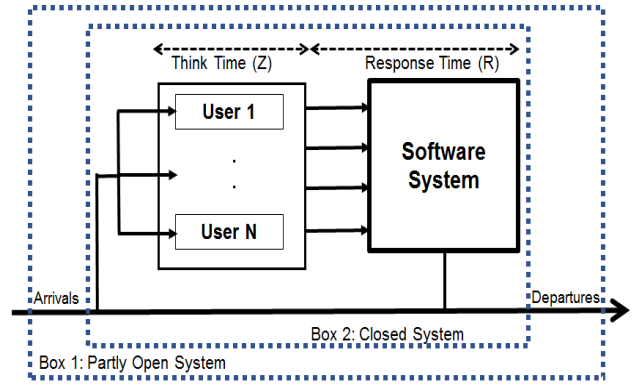 Think Time (Z)
Response Time (R)
User 1
.
.
User N
Software
System
Arrivals
Departures
Box 2: Closed System
Box 1: Partly Open System